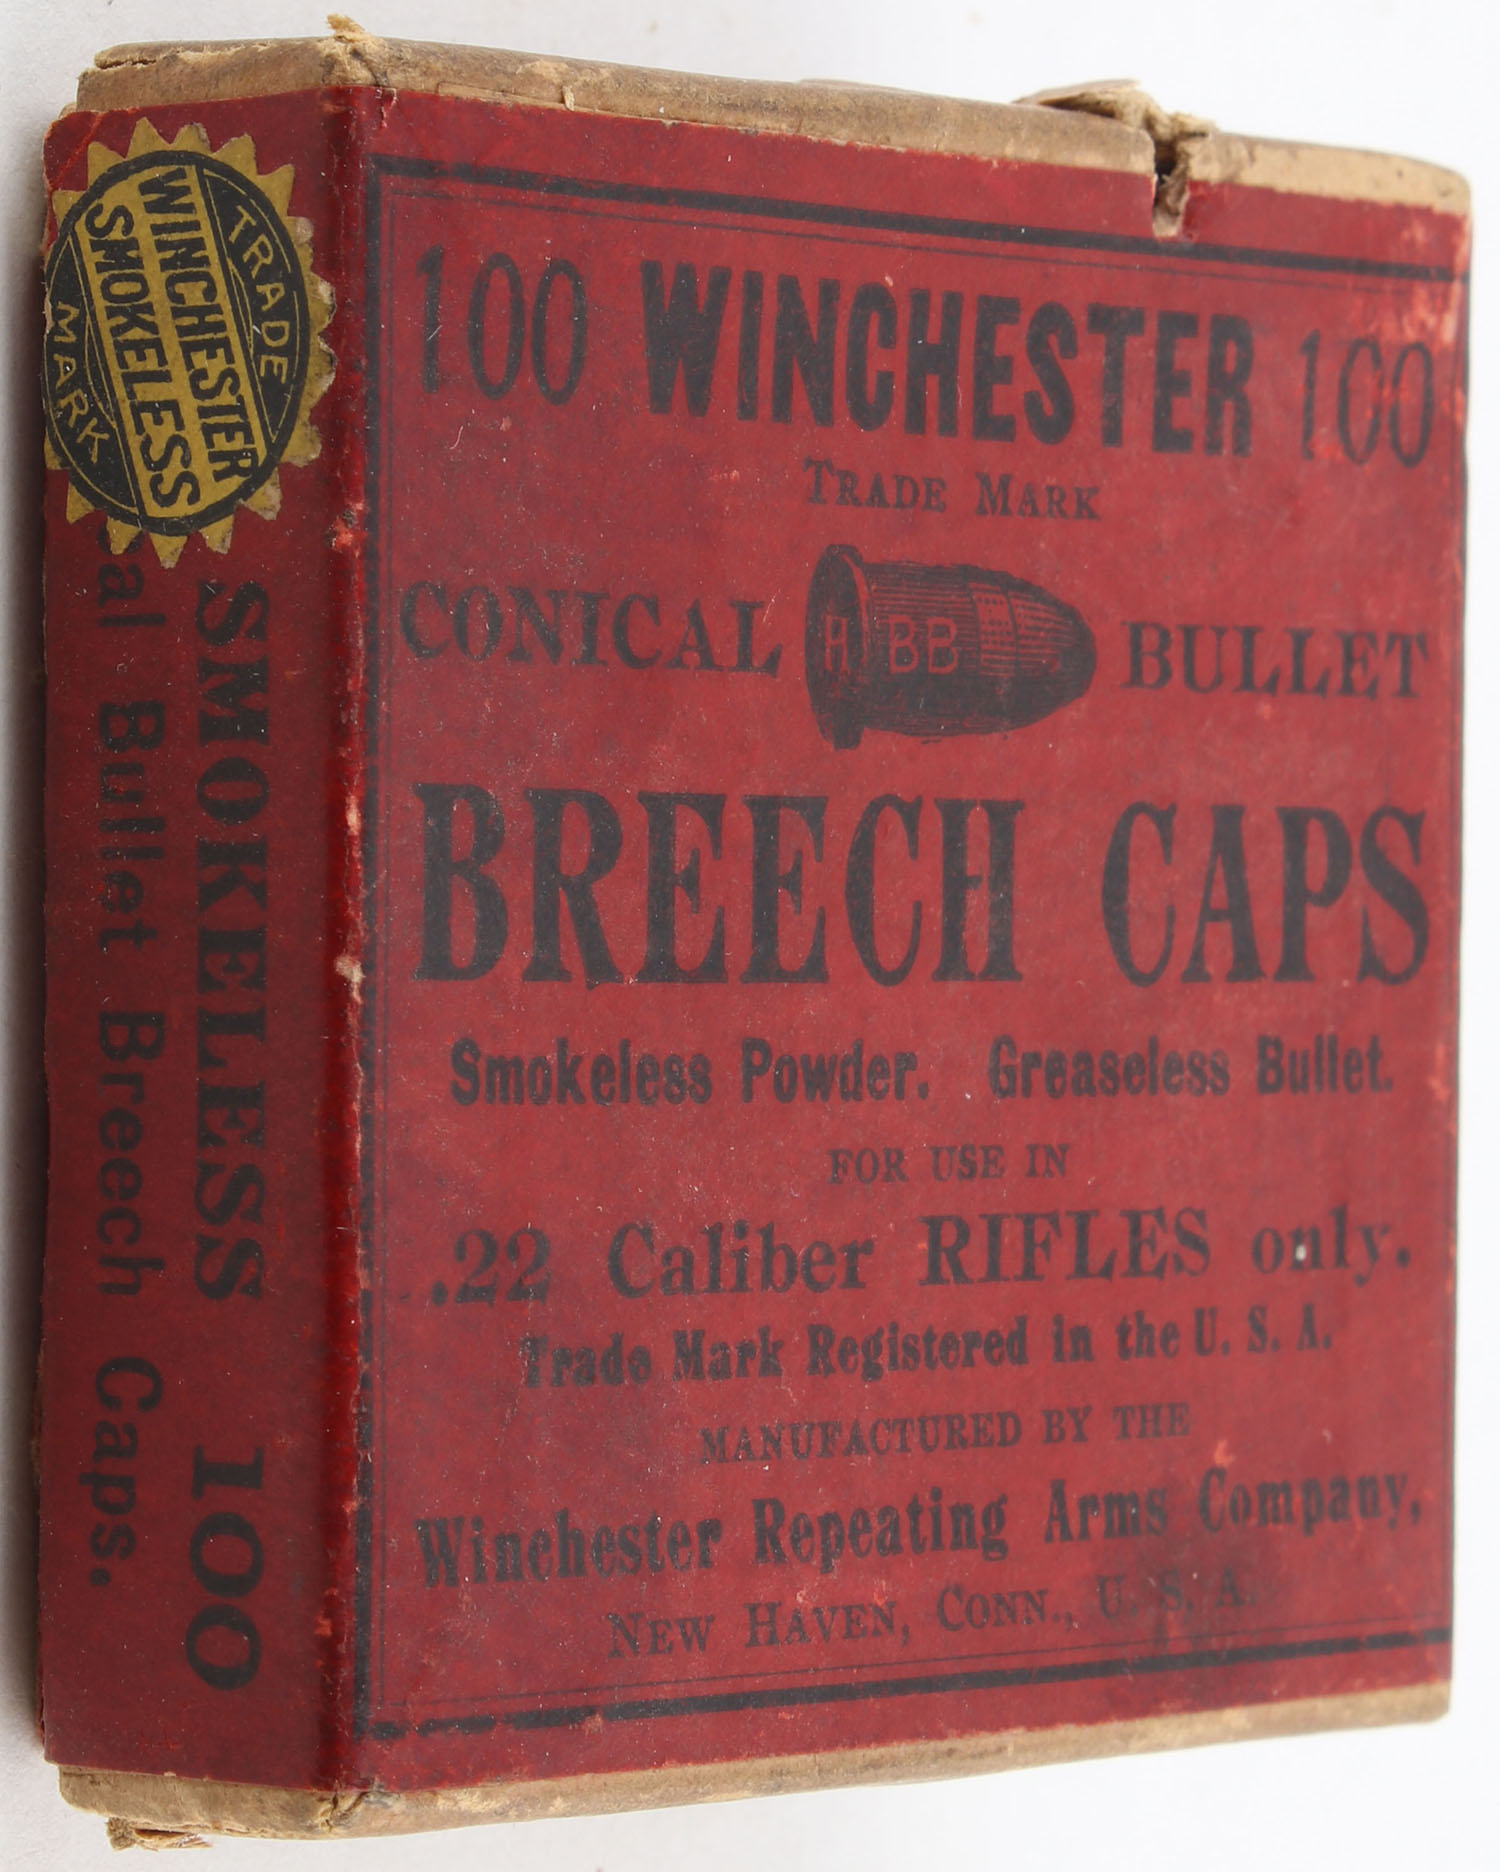 100 WINCHESTER 100
TRADE MARK
CONICAL BULLET
H BB
BREECH CAPS
Smokeless Powder. Greaseless Bullet.
FOR USE IN
.22 Caliber RIFLES only.
Trade Mark Registered in the U. S. A.
MANUFACTURED BY THE
Winchester Repeating Arms Company,
NEW HAVEN, CONN., U. S. A.
TRADE
WINCHESTER
SMOKELESS
MARK
SMOKELESS 100
cal Bullet Breech Caps.